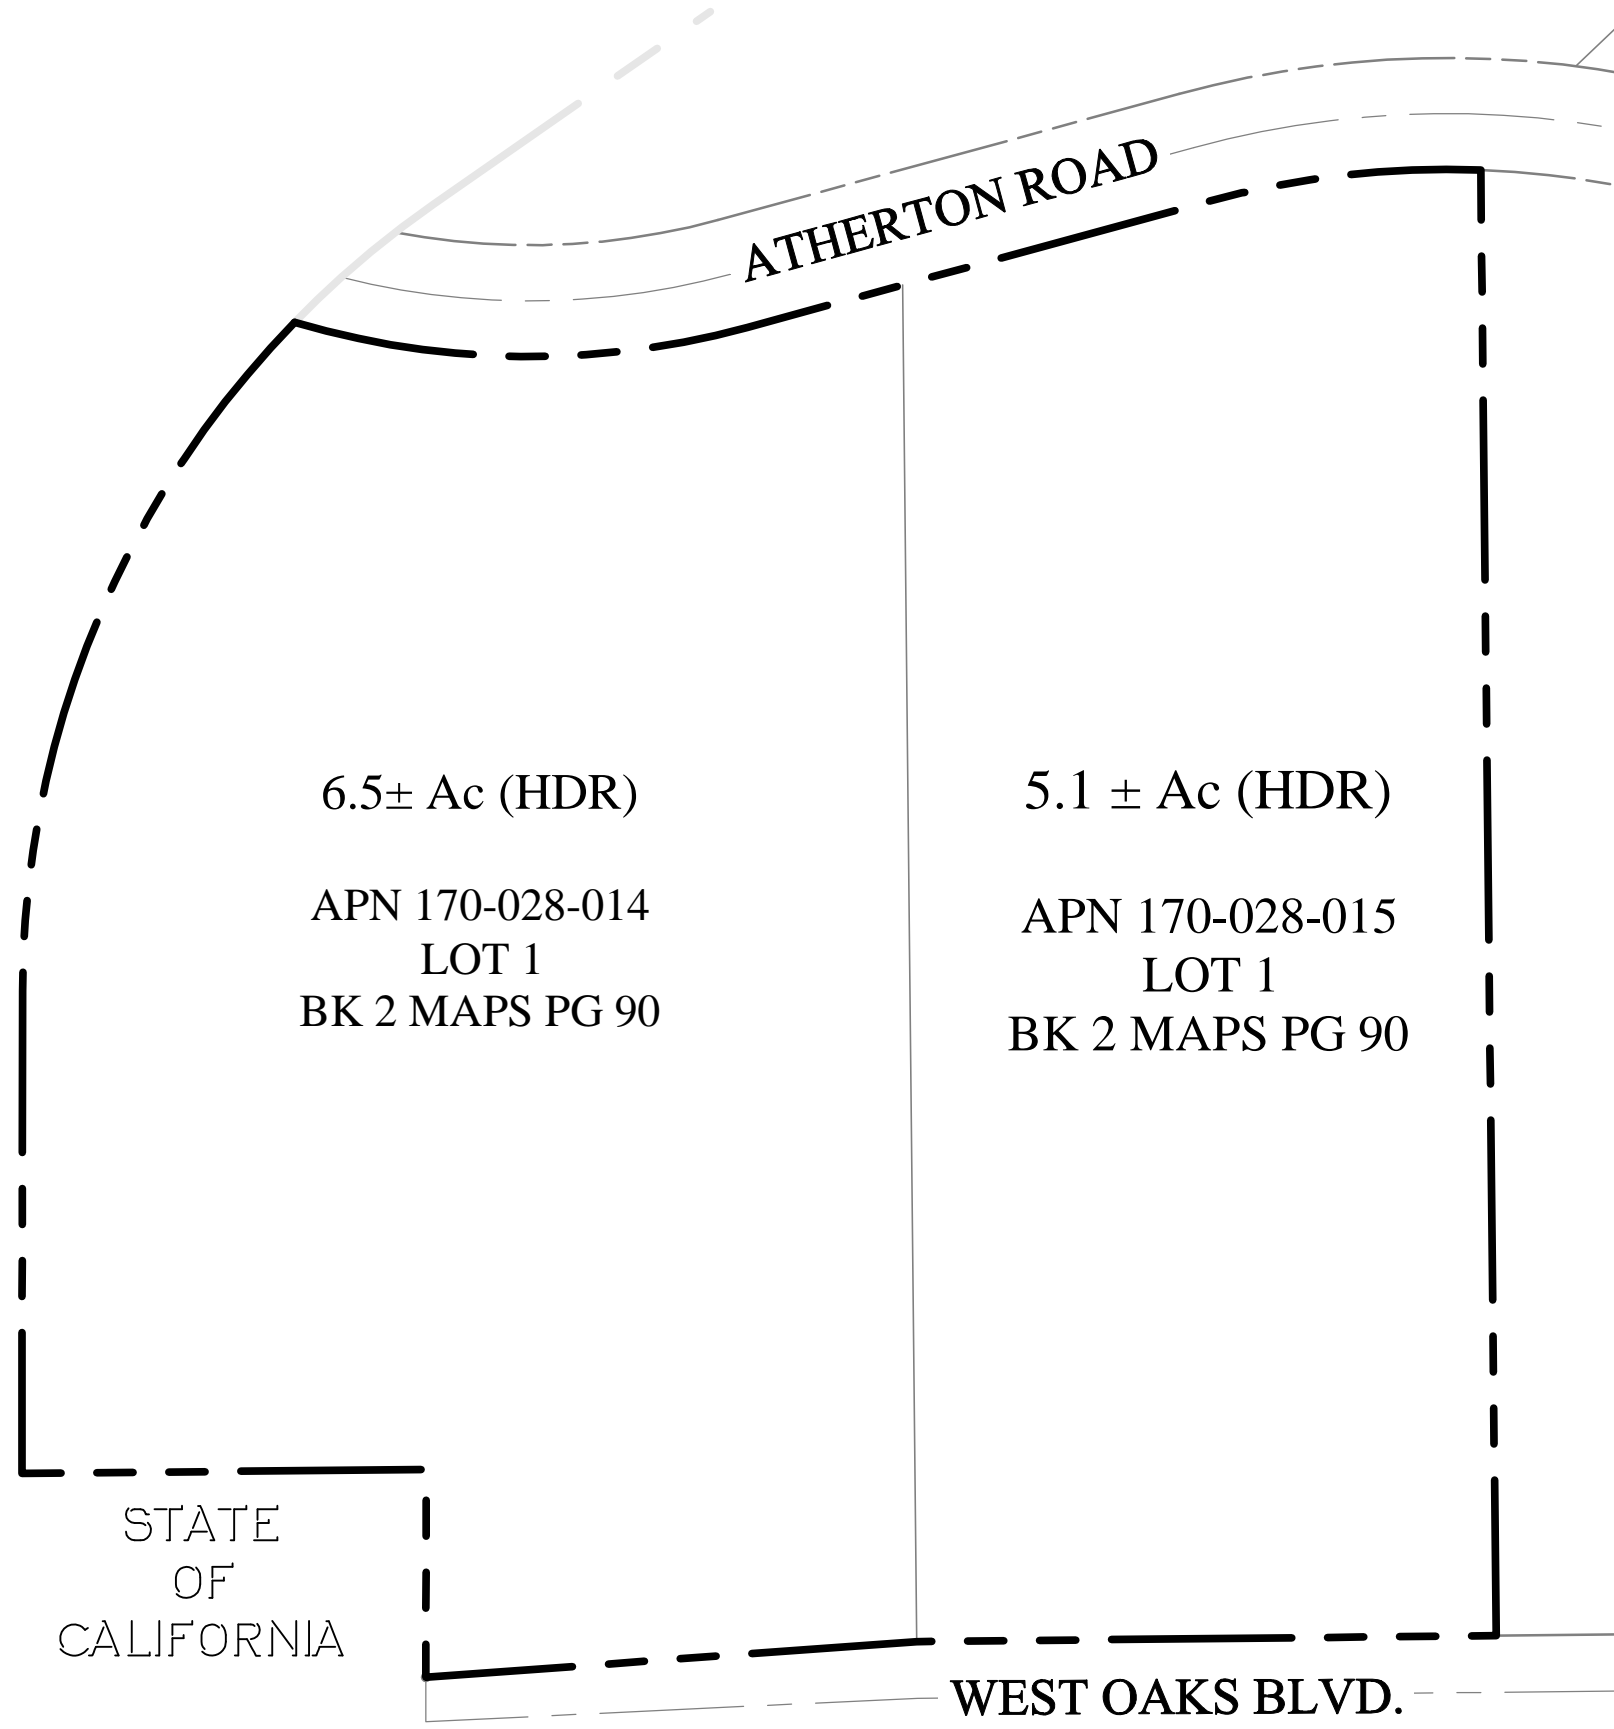 ATHERTON ROAD
6.5± Ac (HDR)
APN 170-028-014
LOT 1
BK 2 MAPS PG 90
5.1 ± Ac (HDR)
APN 170-028-015
LOT 1
BK 2 MAPS PG 90
STATE
OF
CALIFORNIA
WEST OAKS BLVD.